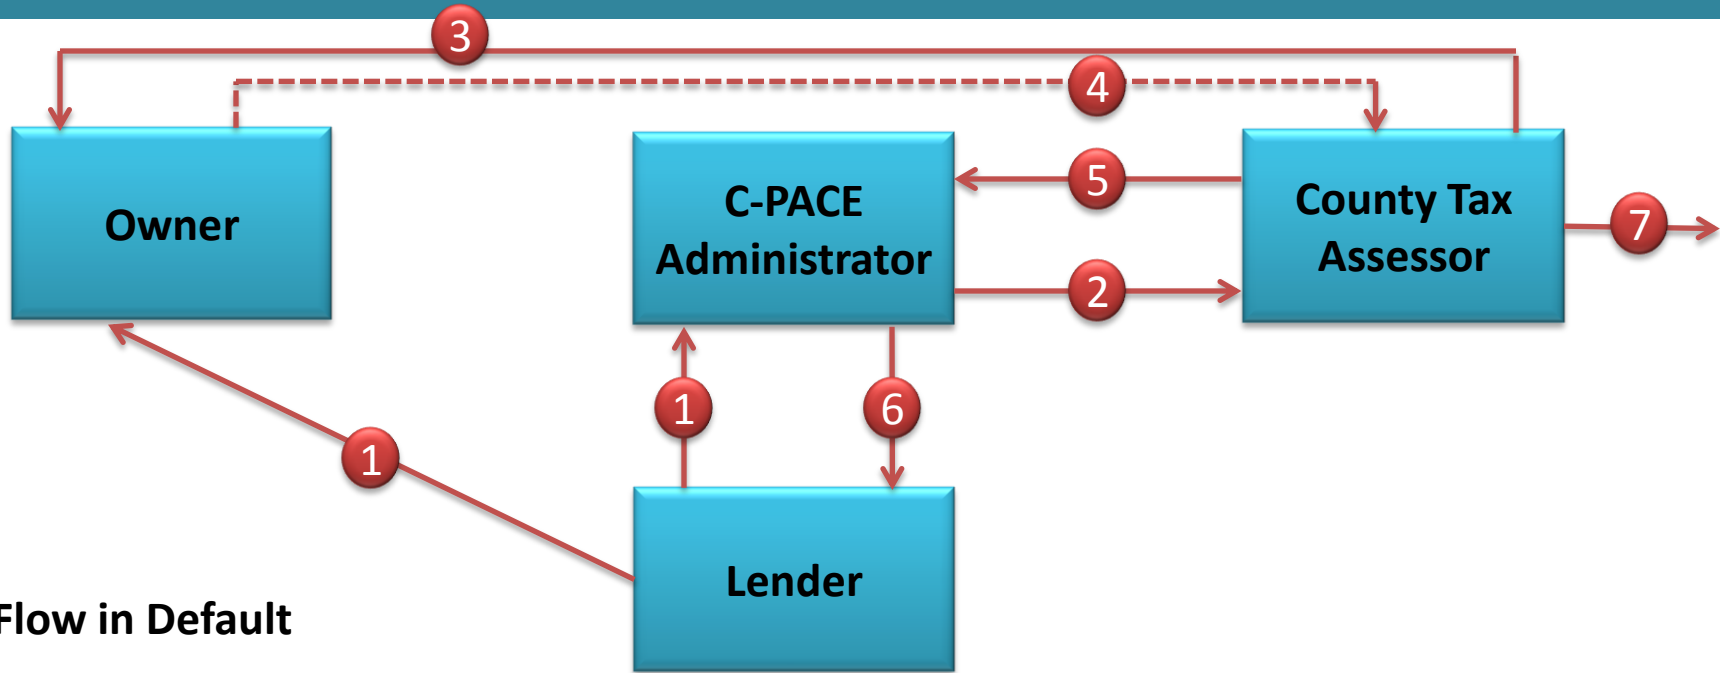 3
4
Owner
C-PACE
Administrator
5
2
County Tax
Assessor
7
1
1
6
Lender
Flow in Default